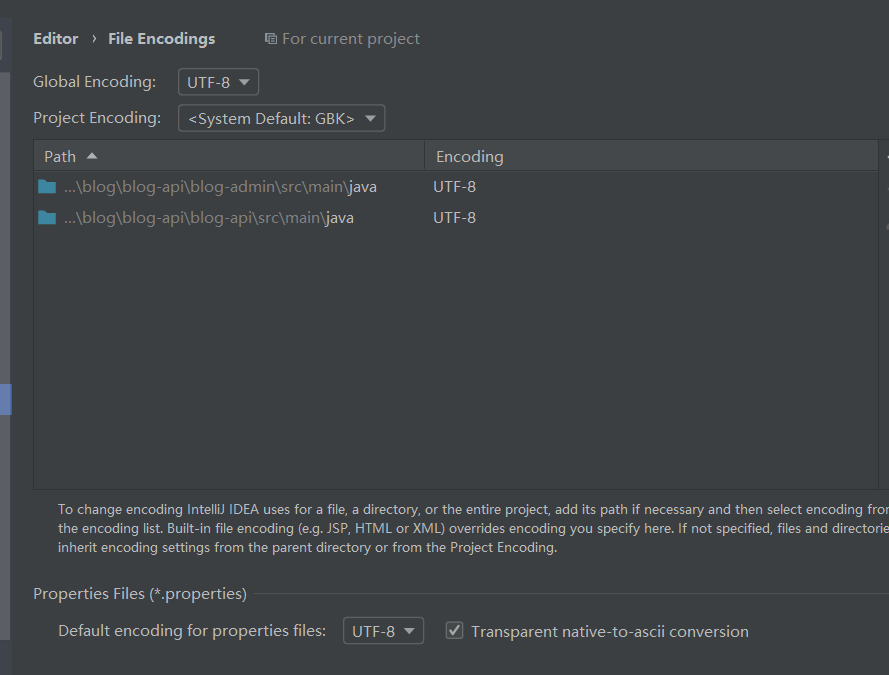 Editor › File Encodings For current project
Global Encoding: UTF-8
Project Encoding: <System Default: GBK>
Path Encoding
...\blog\blog-api\blog-admin\src\main\java UTF-8
...\blog\blog-api\blog-api\src\main\java UTF-8
To change encoding IntelliJ IDEA uses for a file, a directory, or the entire project, add its path if necessary and then select encoding from
the encoding list. Built-in file encoding (e.g. JSP, HTML or XML) overrides encoding you specify here. If not specified, files and directorie
inherit encoding settings from the parent directory or from the Project Encoding.
Properties Files (*.properties)
Default encoding for properties files: UTF-8 Transparent native-to-ascii conversion